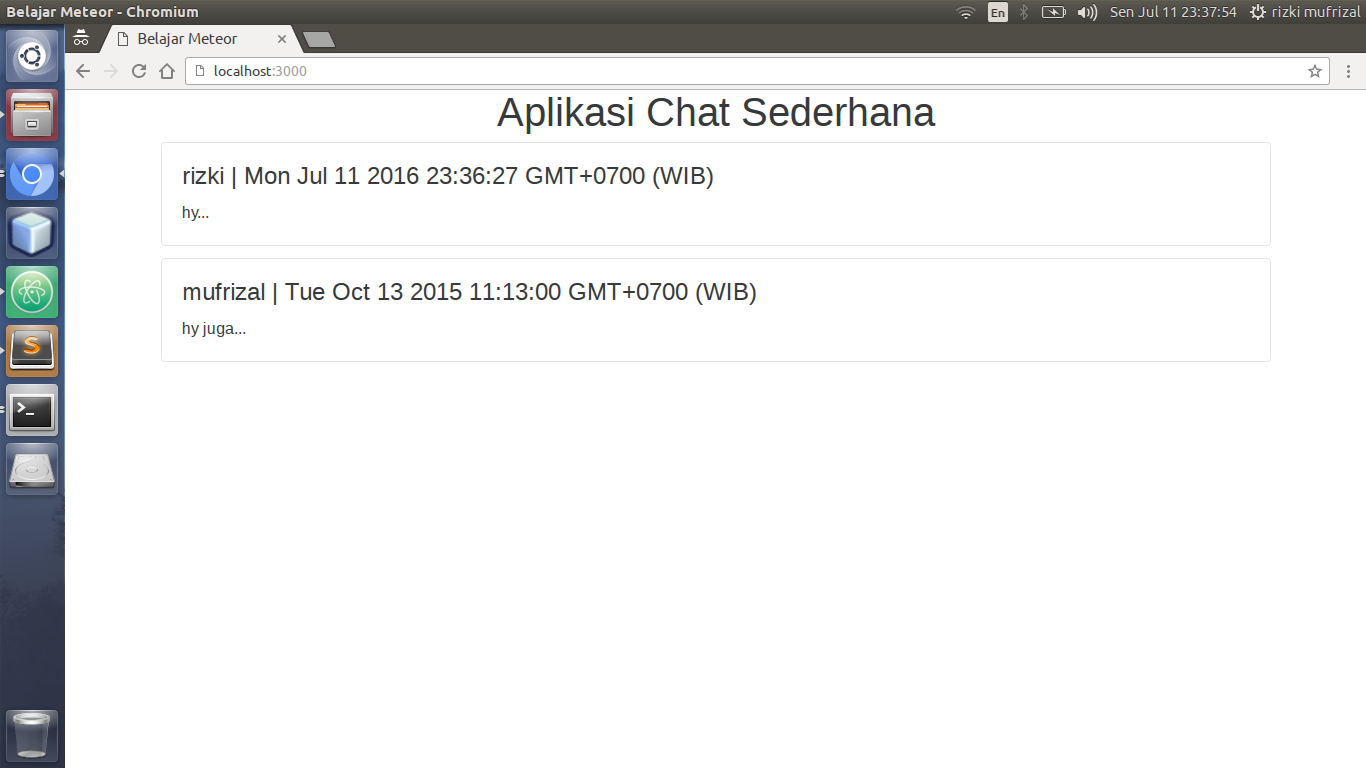 Belajar Meteor - Chromium
En
Sen Jul 11 23:37:54
rizki mufrizal
Belajar Meteor
localhost:3000
Aplikasi Chat Sederhana
rizki | Mon Jul 11 2016 23:36:27 GMT+0700 (WIB)
hy...
mufrizal | Tue Oct 13 2015 11:13:00 GMT+0700 (WIB)
hy juga...